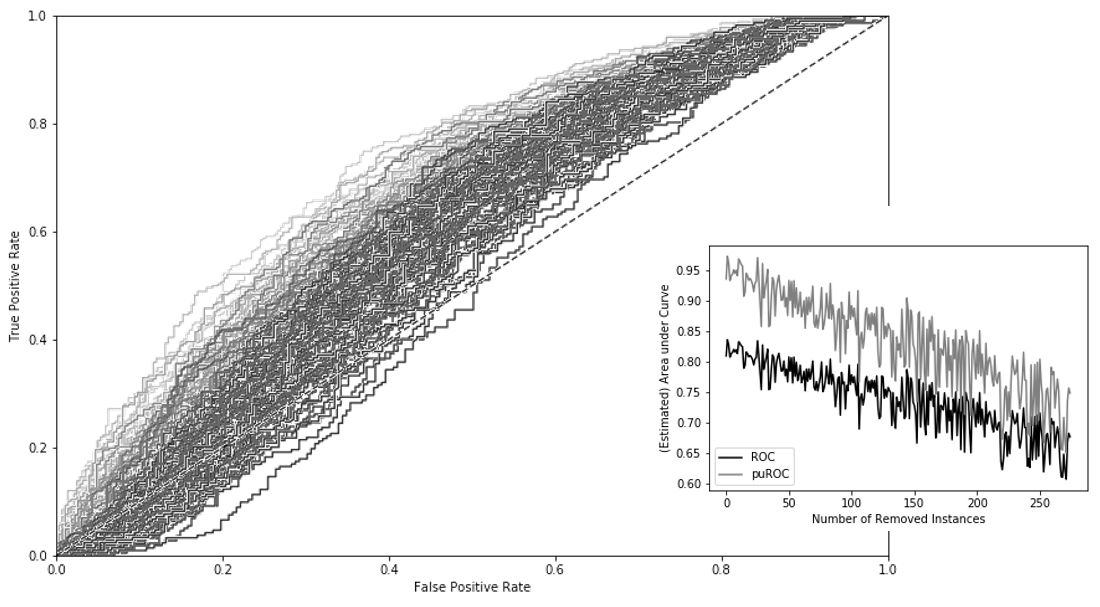 1.0
0.8
0.6
0.4
0.2
0.0
True Positive Rate
0.0 0.2 0.4 0.6 0.8 1.0
False Positive Rate
0.95
0.90
0.85
0.80
0.75
0.70
0.65
0.60
(Estimated) Area under Curve
ROC
puROC
0 50 100 150 200 250
Number of Removed Instances